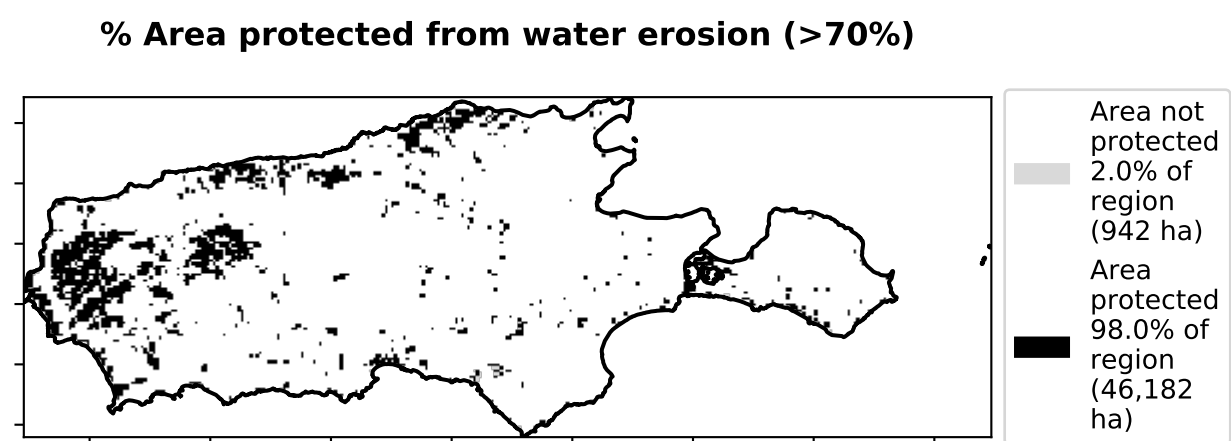 % Area protected from water erosion (>70%)
Area not
protected
2.0% of
region
(942 ha)
Area
protected
98.0% of
region
(46,182
ha)